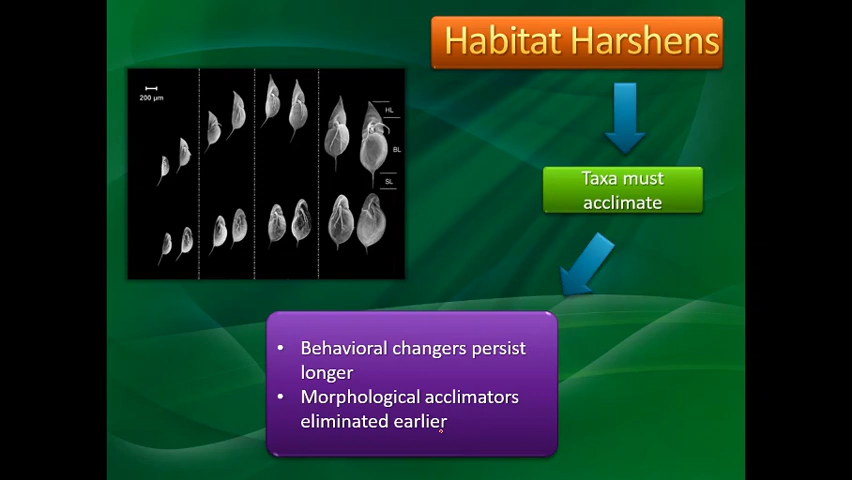 Habitat Harshens
200 µm
HL
BL
SL
Taxa must
acclimate
• Behavioral changers persist
longer
• Morphological acclimators
eliminated earlier